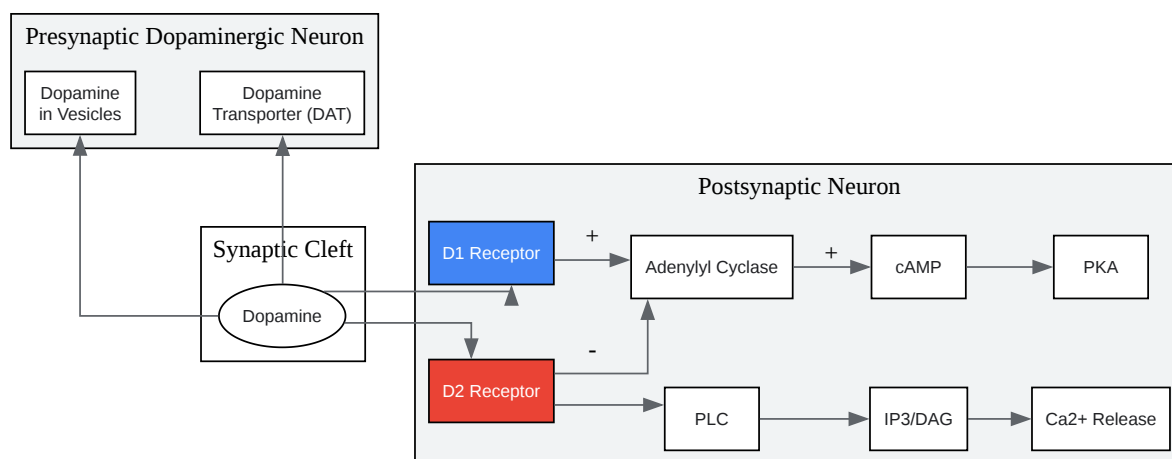 Presynaptic Dopaminergic Neuron
Dopamine
in Vesicles
Dopamine
Transporter (DAT)
Postsynaptic Neuron
Synaptic Cleft
Dopamine
D1 Receptor
+
Adenylyl Cyclase
+
cAMP
PKA
D2 Receptor
-
PLC
IP3/DAG
Ca2+ Release